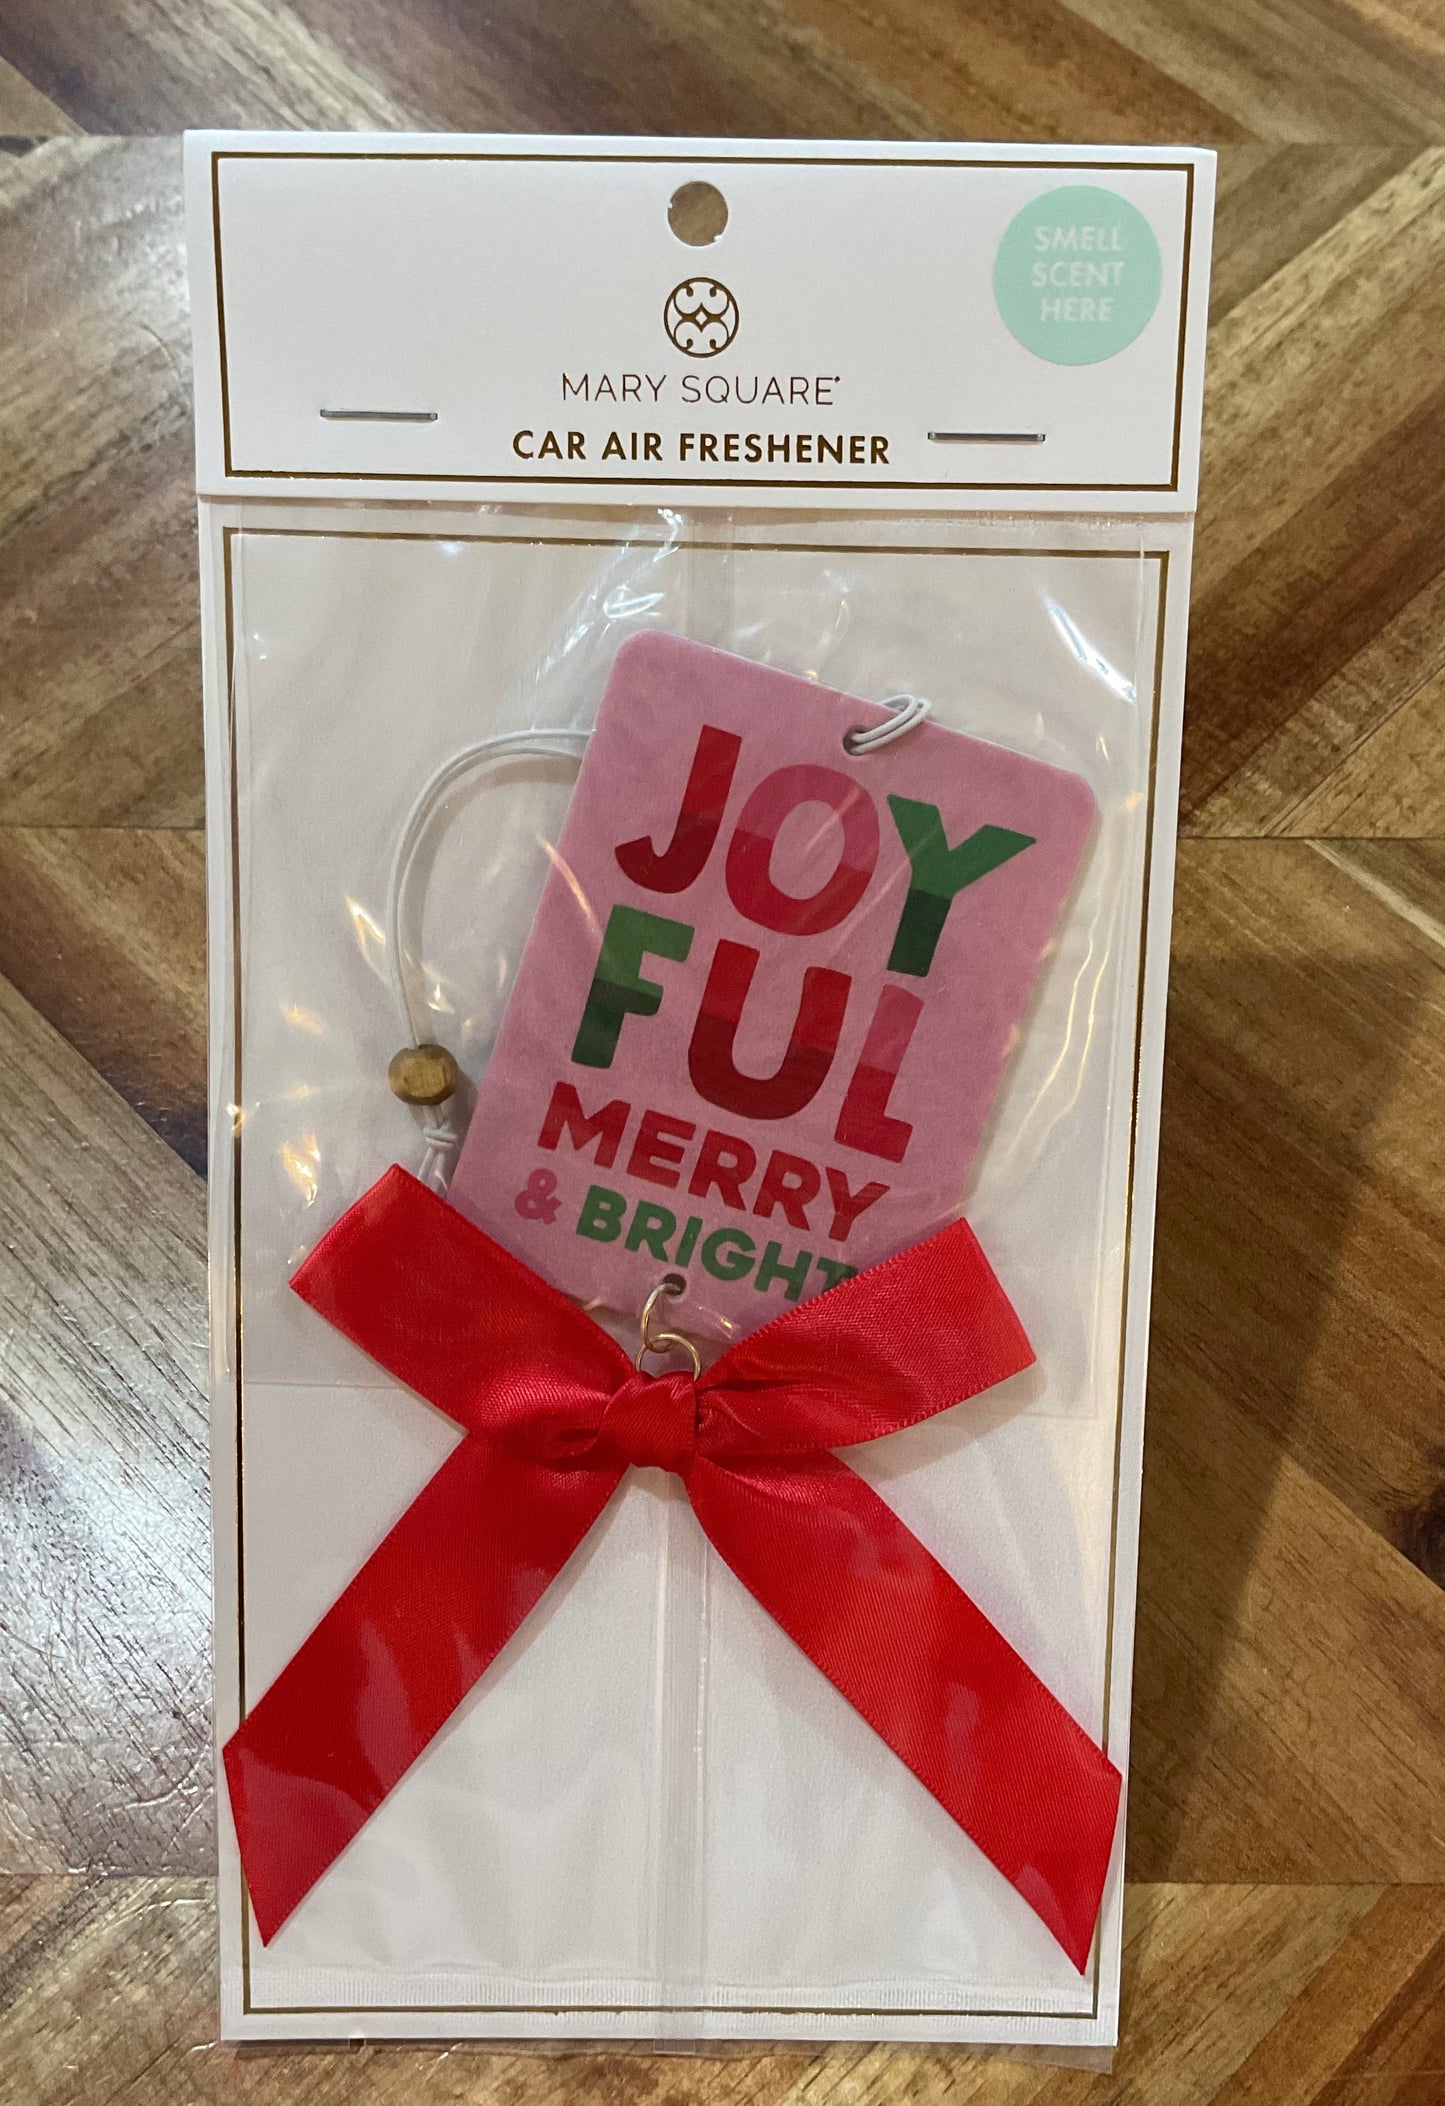 SMELL
SCENT
HERE
MARY SQUARE
CAR AIR FRESHENER
JOY
FUL
MERRY
& BRIGHT